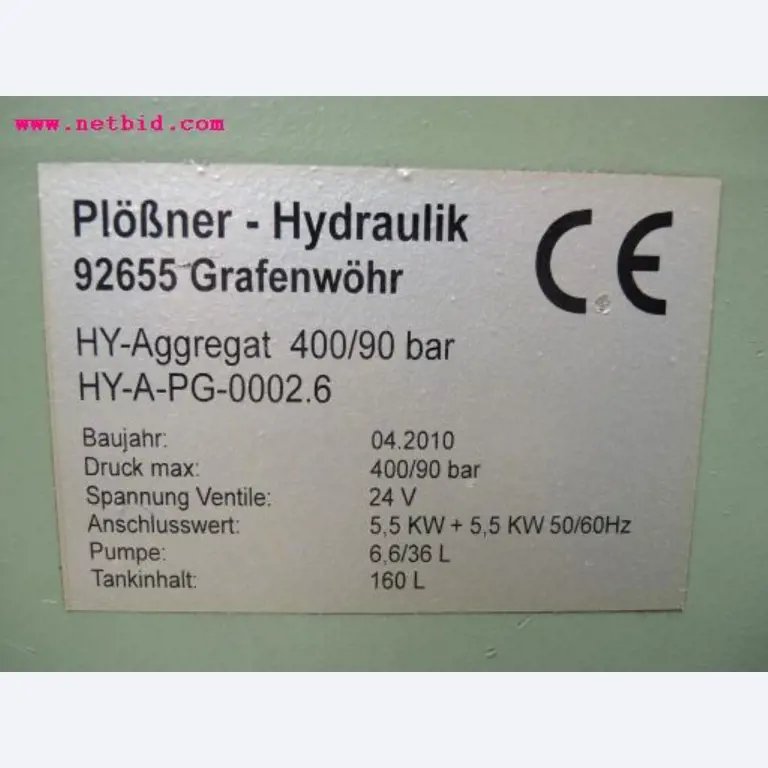 www.netbid.com
Plößner - Hydraulik
92655 Grafenwöhr
CE
HY-Aggregat 400/90 bar
HY-A-PG-0002.6
Baujahr: 04.2010
Druck max: 400/90 bar
Spannung Ventile: 24 V
Anschlusswert: 5,5 KW + 5,5 KW 50/60Hz
Pumpe: 6,6/36 L
Tankinhalt: 160 L